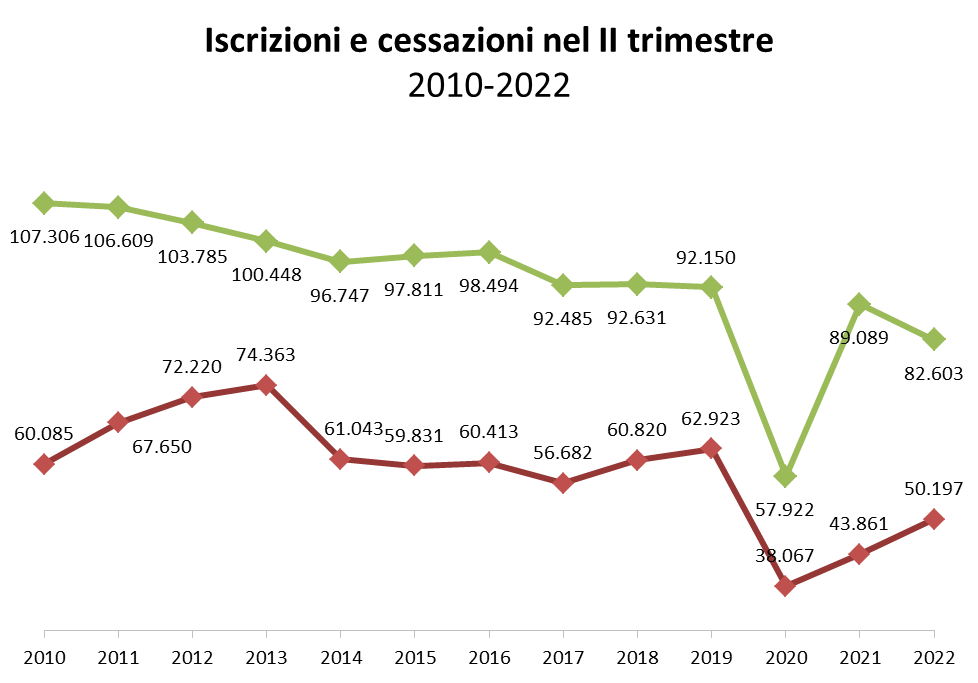 Iscrizioni e cessazioni nel II trimestre
2010-2022
107.306 106.609 103.785 100.448 96.747 97.811 98.494 92.485 92.631 92.150 57.922 89.089 82.603
60.085 67.650 72.220 74.363 61.043 59.831 60.413 56.682 60.820 62.923 38.067 43.861 50.197
2010 2011 2012 2013 2014 2015 2016 2017 2018 2019 2020 2021 2022